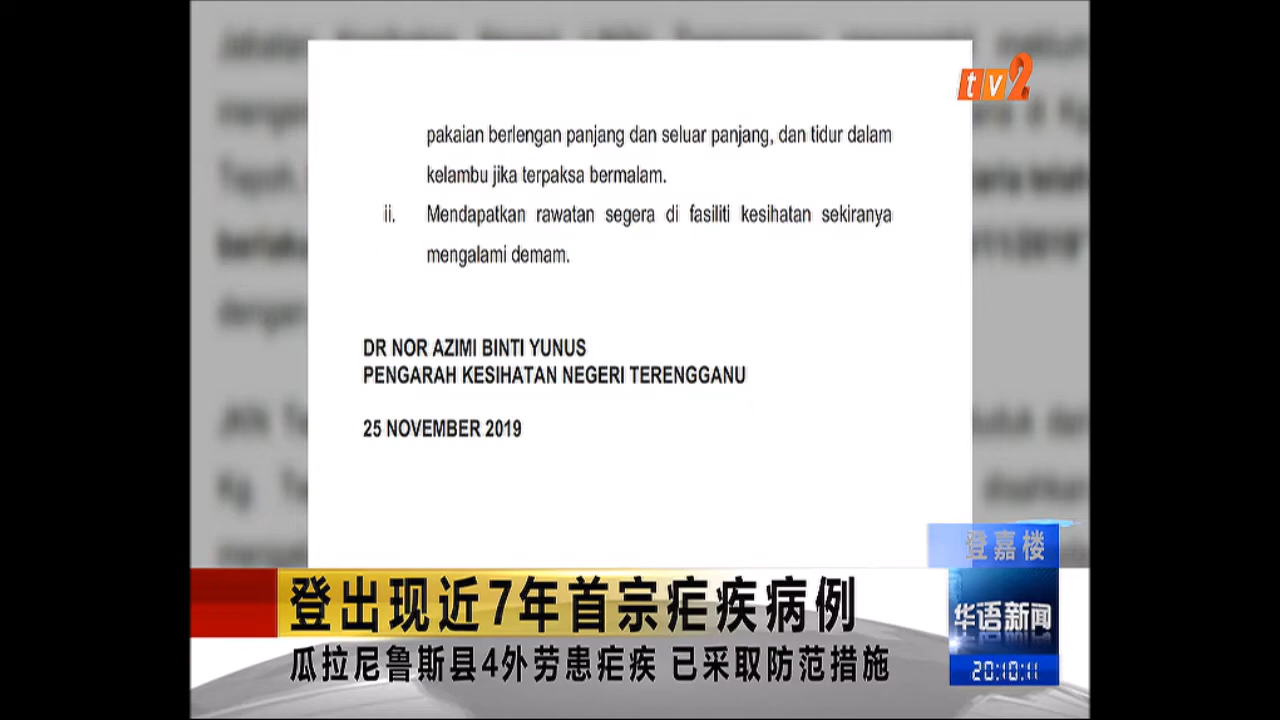 tv2
pakaian berlengan panjang dan seluar panjang, dan tidur dalam
kelambu jika terpaksa bermalam.
ii. Mendapatkan rawatan segera di fasiliti kesihatan sekiranya
mengalami demam.
DR NOR AZIMI BINTI YUNUS
PENGARAH KESIHATAN NEGERI TERENGGANU
25 NOVEMBER 2019
登嘉楼
登出现近7年首宗疟疾病例
华语新闻
瓜拉尼鲁斯县4外劳患疟疾 已采取防范措施
20:10:11